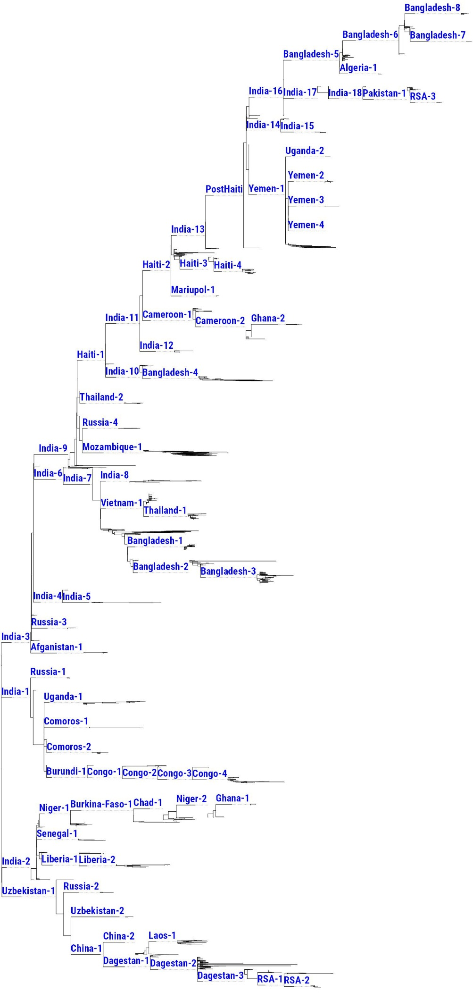 Bangladesh-8
Bangladesh-6
Bangladesh-7
Bangladesh-5
Algeria-1
India-16
India-17
India-18
Pakistan-1
RSA-3
India-14
India-15
Uganda-2
Yemen-2
PostHaiti
Yemen-1
Yemen-3
Yemen-4
India-13
Haiti-2
Haiti-3
Haiti-4
Mariupol-1
India-11
Cameroon-1
Cameroon-2
Ghana-2
India-12
Haiti-1
India-10
Bangladesh-4
Thailand-2
Russia-4
India-9
Mozambique-1
India-6
India-7
India-8
Vietnam-1
Thailand-1
Bangladesh-1
Bangladesh-2
Bangladesh-3
India-4
India-5
Russia-3
India-3
Afganistan-1
Russia-1
India-1
Uganda-1
Comoros-1
Comoros-2
Burundi-1
Congo-1
Congo-2
Congo-3
Congo-4
Niger-1
Burkina-Faso-1
Chad-1
Niger-2
Ghana-1
Senegal-1
India-2
Liberia-1
Liberia-2
Uzbekistan-1
Russia-2
Uzbekistan-2
China-2
Laos-1
China-1
Dagestan-1
Dagestan-2
Dagestan-3
RSA-1
RSA-2